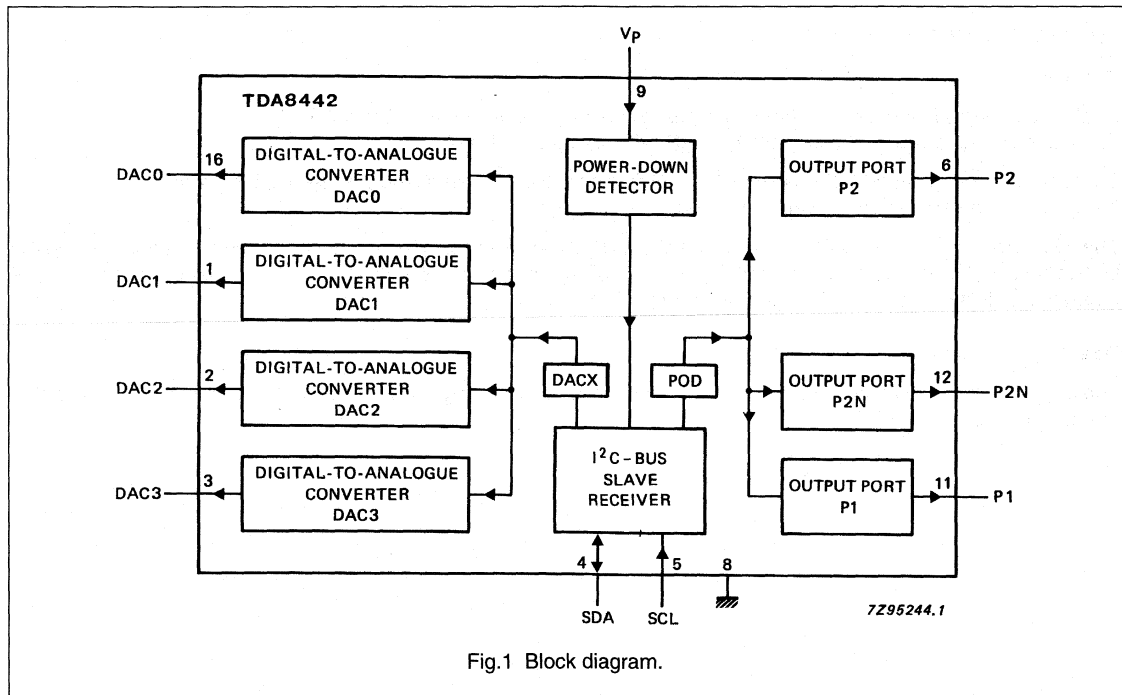 VP
9
TDA8442
16
DAC0
DIGITAL-TO-ANALOGUE
CONVERTER
DAC0
POWER-DOWN
DETECTOR
OUTPUT PORT
P2
6
P2
1
DAC1
DIGITAL-TO-ANALOGUE
CONVERTER
DAC1
2
DAC2
DIGITAL-TO-ANALOGUE
CONVERTER
DAC2
DACX
POD
OUTPUT PORT
P2N
12
P2N
3
DAC3
DIGITAL-TO-ANALOGUE
CONVERTER
DAC3
I²C-BUS
SLAVE
RECEIVER
OUTPUT PORT
P1
11
P1
4
5
8
SDA
SCL
7Z95244.1
Fig.1 Block diagram.